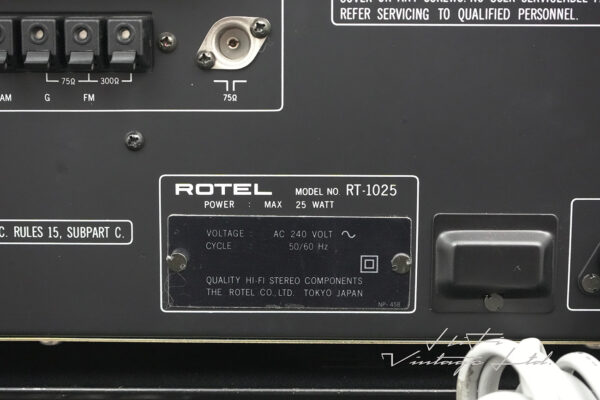 REFER SERVICING TO QUALIFIED PERSONNEL.
75Ω 300Ω
AM G FM
75Ω
ROTEL MODEL NO. RT-1025
POWER : MAX 25 WATT
C. RULES 15, SUBPART C.
VOLTAGE : AC 240 VOLT ~
CYCLE : 50/60 Hz
QUALITY HI-FI STEREO COMPONENTS
THE ROTEL CO., LTD. TOKYO JAPAN
NP-458
Vintage Ltd.